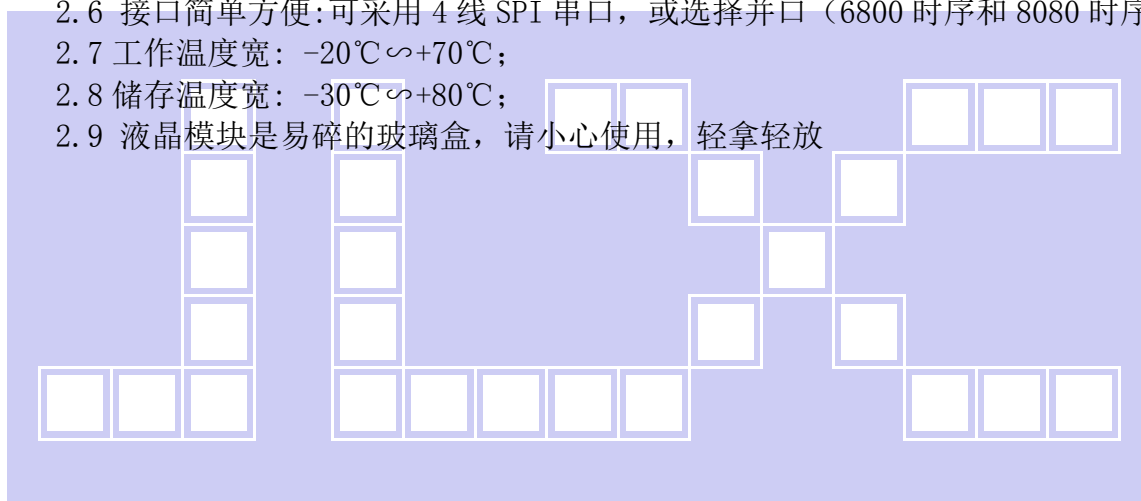 2.6 接口简单方便:可采用 4 线 SPI 串口，或选择并口（6800 时序和 8080 时序
2.7 工作温度宽: -20℃∽+70℃；
2.8 储存温度宽: -30℃∽+80℃；
2.9 液晶模块是易碎的玻璃盒，请小心使用，轻拿轻放
JLX